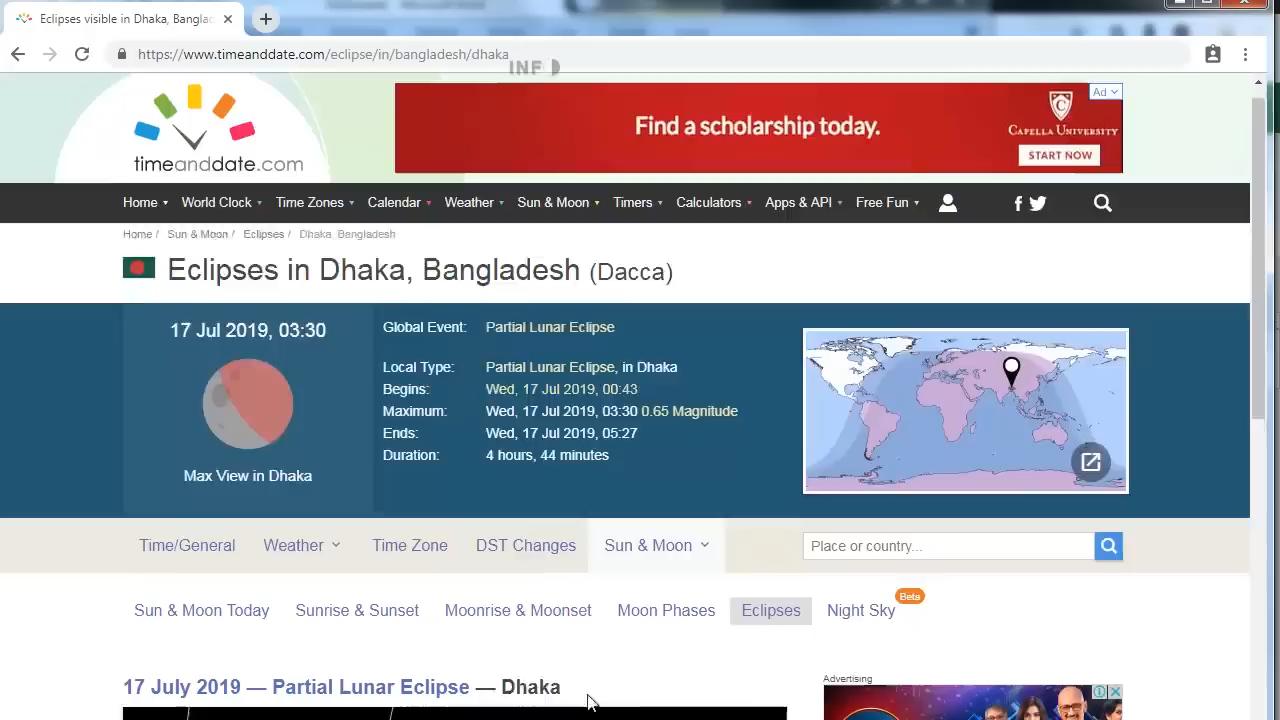 Eclipses visible in Dhaka, Banglad
https://www.timeanddate.com/eclipse/in/bangladesh/dhaka
INF
Ad
Find a scholarship today.
CAPELLA UNIVERSITY
START NOW
timeanddate.com
Home World Clock Time Zones Calendar Weather Sun & Moon Timers Calculators Apps & API Free Fun
Home / Sun & Moon / Eclipses / Dhaka, Bangladesh
Eclipses in Dhaka, Bangladesh (Dacca)
17 Jul 2019, 03:30
Max View in Dhaka
Global Event: Partial Lunar Eclipse
Local Type: Partial Lunar Eclipse, in Dhaka
Begins: Wed, 17 Jul 2019, 00:43
Maximum: Wed, 17 Jul 2019, 03:30 0.65 Magnitude
Ends: Wed, 17 Jul 2019, 05:27
Duration: 4 hours, 44 minutes
Time/General Weather Time Zone DST Changes Sun & Moon
Place or country...
Sun & Moon Today Sunrise & Sunset Moonrise & Moonset Moon Phases Eclipses Night Sky Beta
17 July 2019 — Partial Lunar Eclipse — Dhaka
Advertising